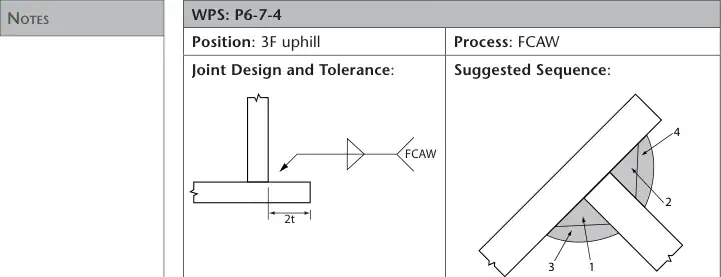 NOTES
WPS: P6-7-4
Position: 3F uphill
Process: FCAW
Joint Design and Tolerance:
Suggested Sequence:
FCAW
2t
4
2
3
1